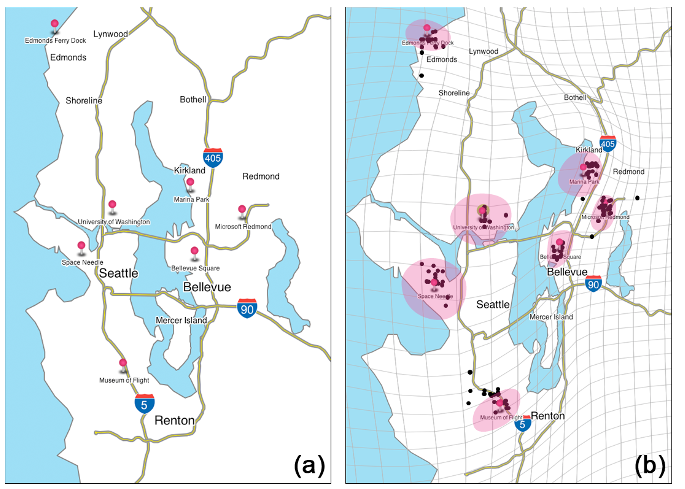 Edmonds Ferry Dock
Lynwood
Edmonds
Shoreline
Bothell
405
Kirkland
Redmond
Marina Park
University of Washington
Microsoft Redmond
Space Needle
Bellevue Square
Seattle
Bellevue
90
Mercer Island
Museum of Flight
5
Renton
(a)
Edmonds Ferry Dock
Lynwood
Edmonds
Shoreline
Bothell
405
Kirkland
Redmond
Marina Park
Microsoft Redmond
University of Washington
Bellevue Square
Bellevue
90
Space Needle
Seattle
Mercer Island
Museum of Flight
Renton
5
(b)